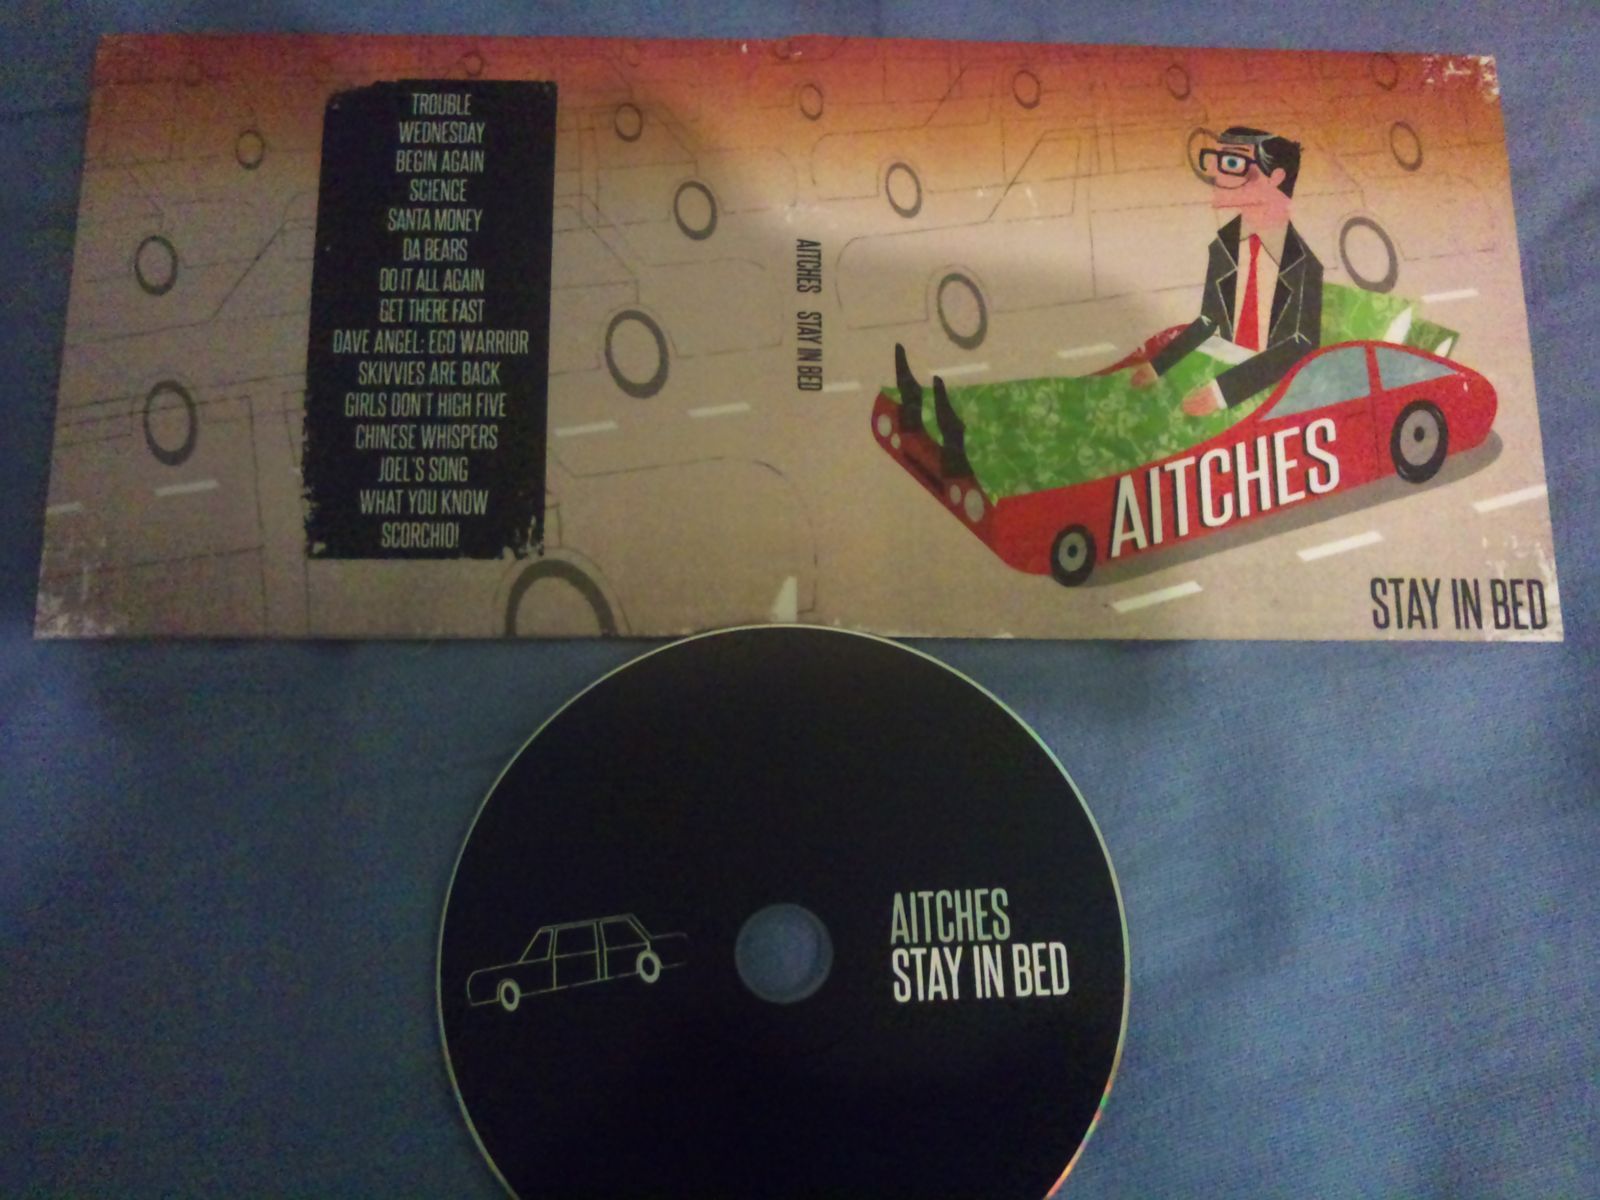 TROUBLE
WEDNESDAY
BEGIN AGAIN
SCIENCE
SANTA MONEY
DA BEARS
DO IT ALL AGAIN
GET THERE FAST
DAVE ANGEL: ECO WARRIOR
SKIVVIES ARE BACK
GIRLS DON'T HIGH FIVE
CHINESE WHISPERS
JOEL'S SONG
WHAT YOU KNOW
SCORCHIO!
AITCHES STAY IN BED
AITCHES
STAY IN BED
AITCHES
STAY IN BED